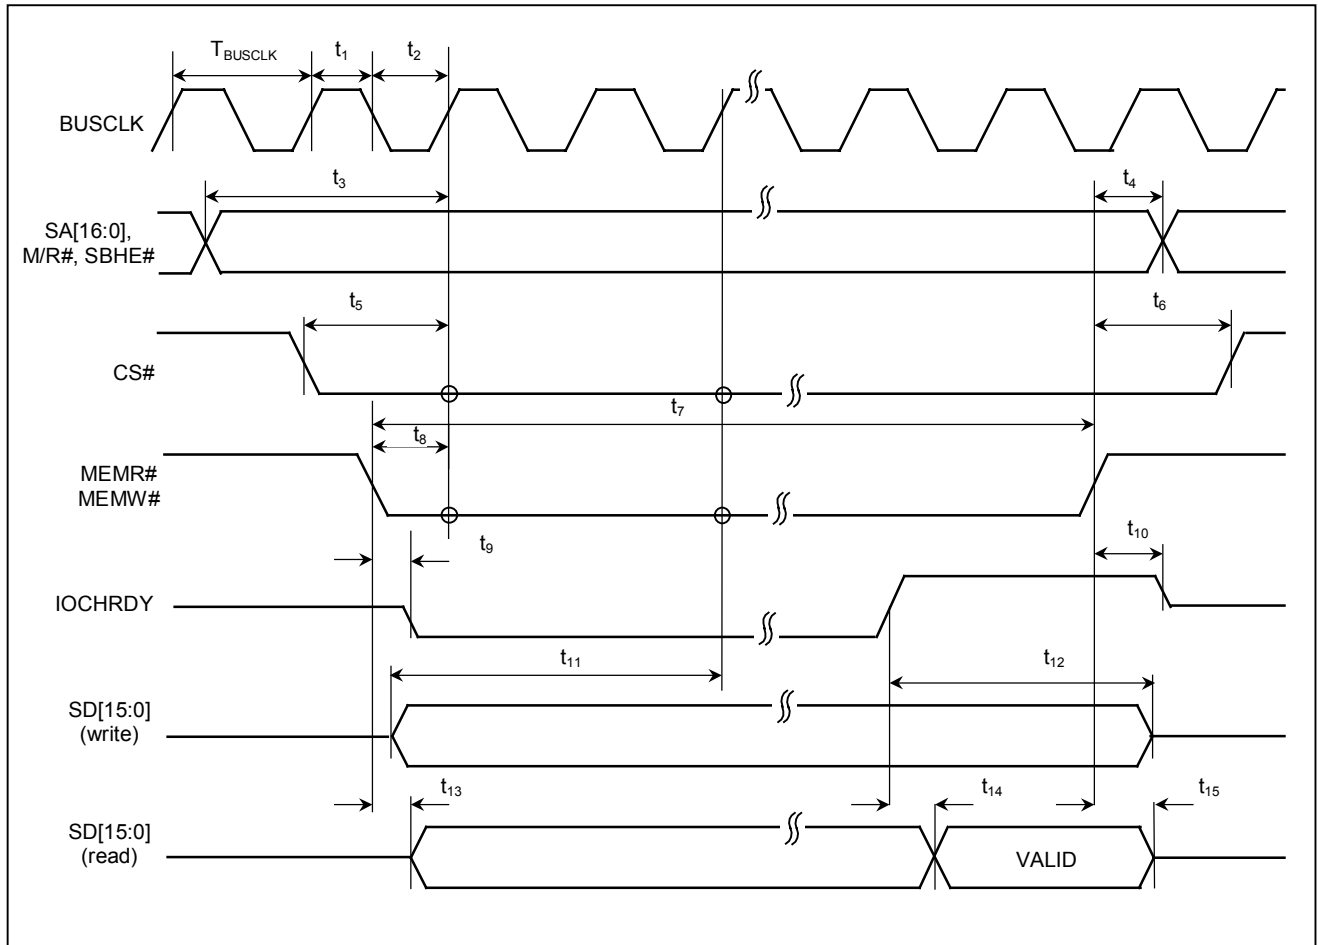 T_BUSCLK t₁ t₂
BUSCLK
t₃ t₄
SA[16:0],
M/R#, SBHE#
t₅ t₆
CS#
t₇
t₈
MEMR#
MEMW#
t₉ t₁₀
IOCHRDY
t₁₁ t₁₂
SD[15:0]
(write)
t₁₃ t₁₄ t₁₅
SD[15:0]
(read)
VALID